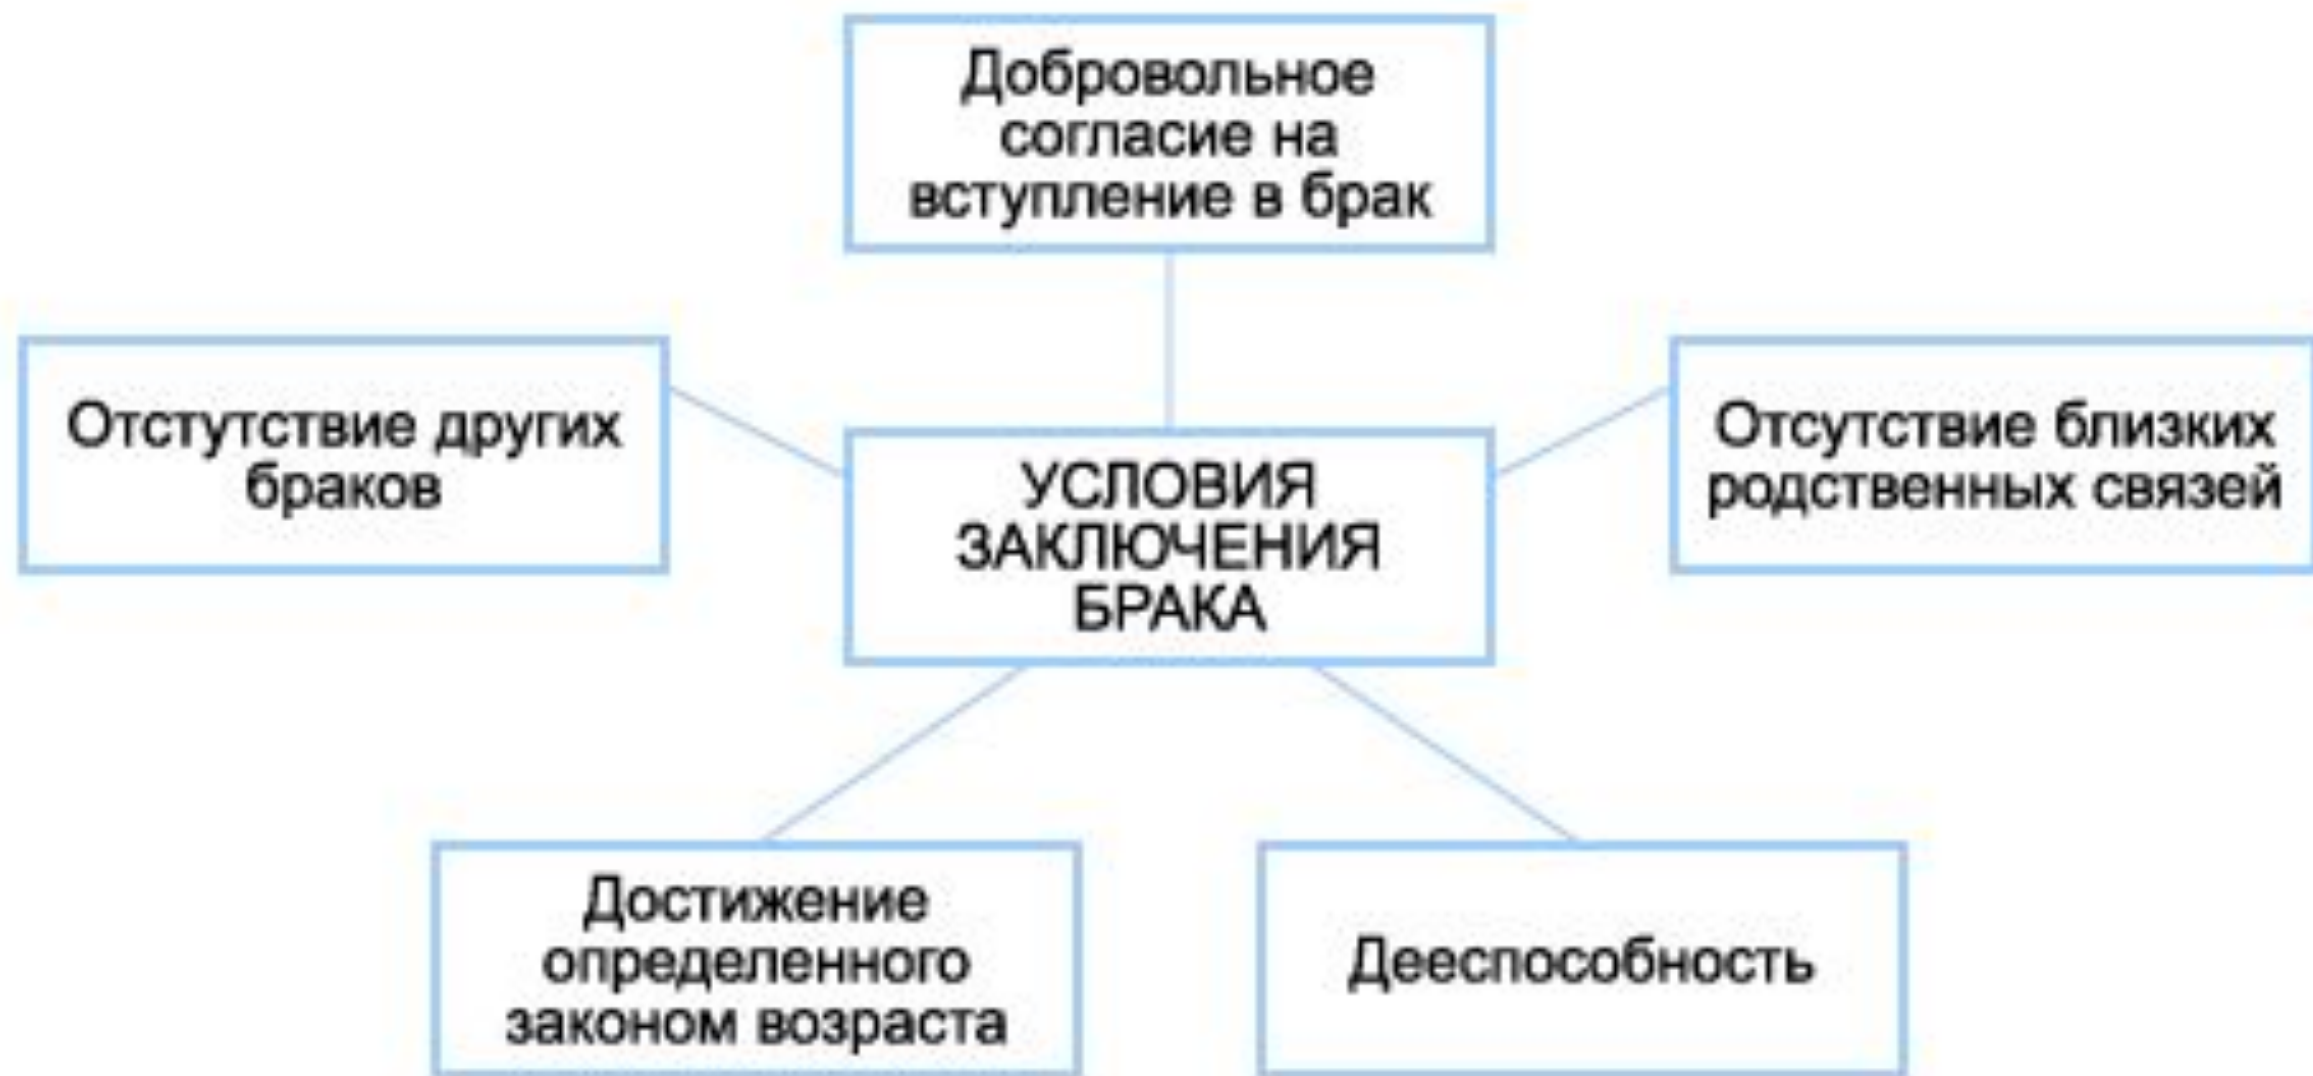 Добровольное
согласие на
вступление в брак
Отстутствие других
браков
УСЛОВИЯ
ЗАКЛЮЧЕНИЯ
БРАКА
Отсутствие близких
родственных связей
Достижение
определенного
законом возраста
Дееспособность